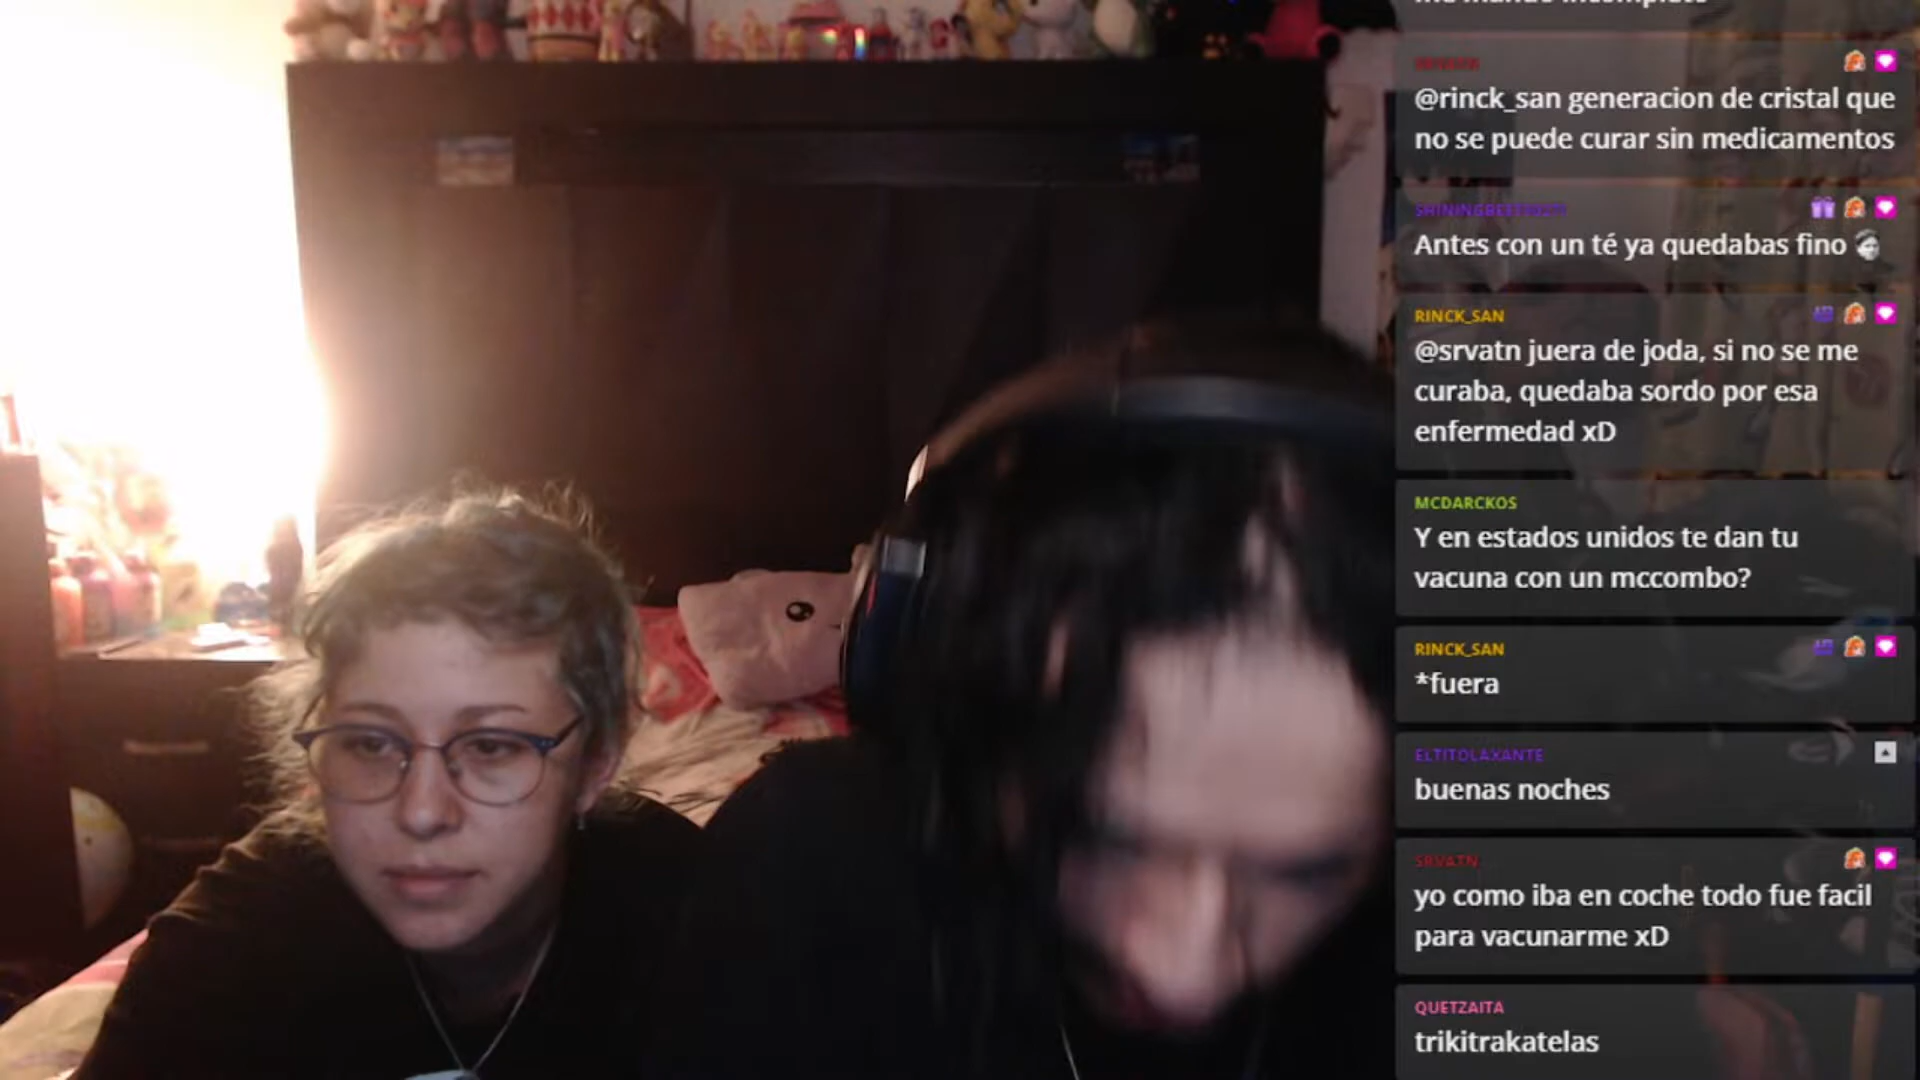 SRVATN
@rinck_san generacion de cristal que
no se puede curar sin medicamentos
Antes con un té ya quedabas fino
RINCK_SAN
@srvatn juera de joda, si no se me
curaba, quedaba sordo por esa
enfermedad xD
MCDARCKOS
Y en estados unidos te dan tu
vacuna con un mccombo?
RINCK_SAN
*fuera
ELTITOLAXANTE
buenas noches
SRVATN
yo como iba en coche todo fue facil
para vacunarme xD
QUETZAITA
trikitrakatelas